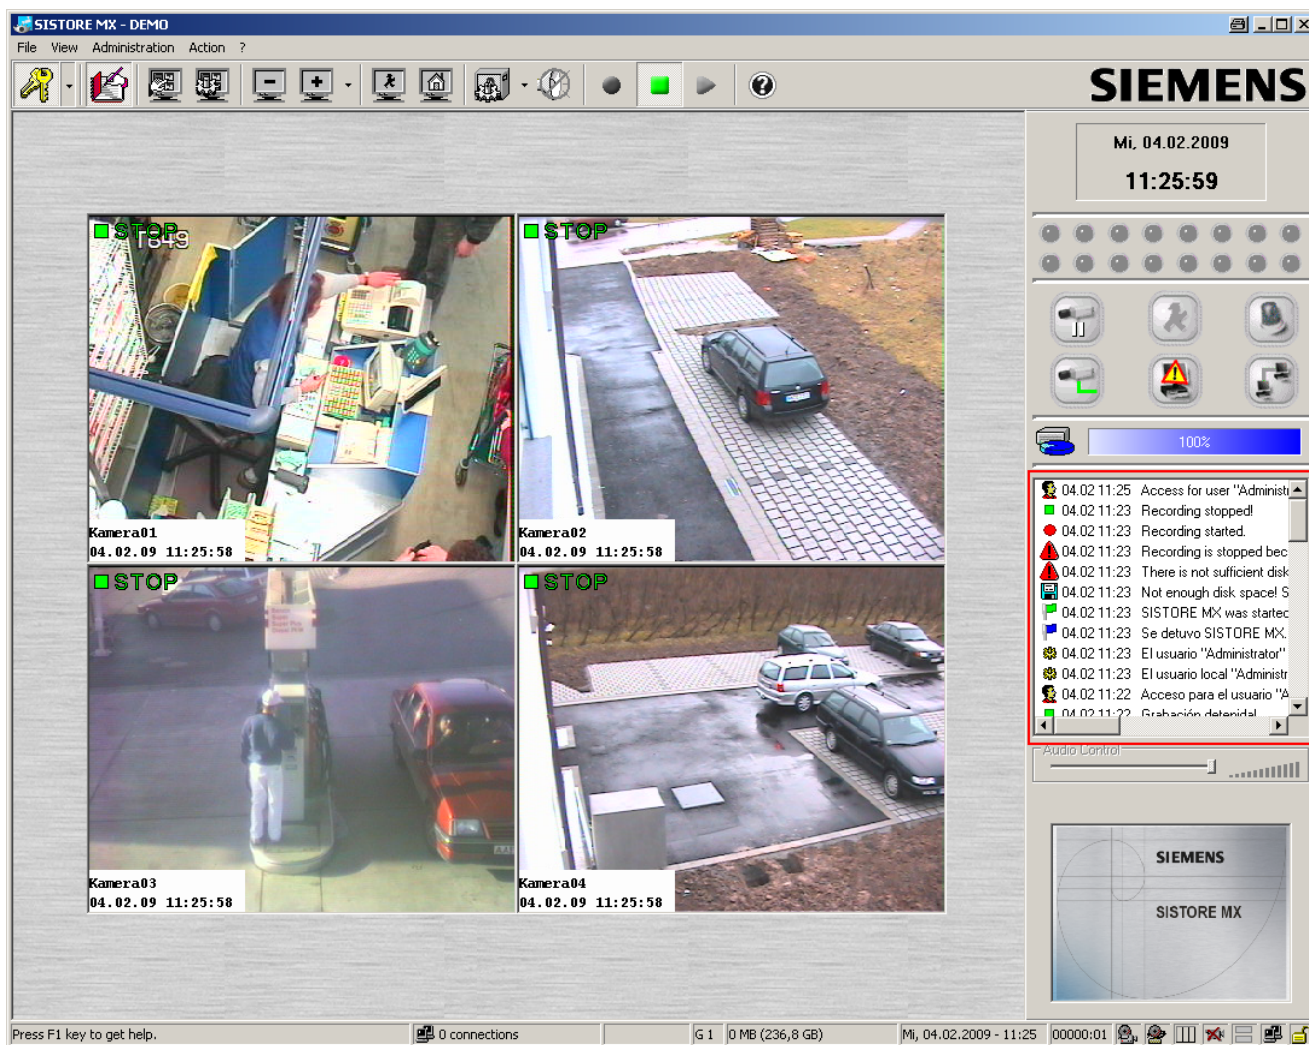 SISTORE MX - DEMO
File View Administration Action ?
SIEMENS
Mi, 04.02.2009
11:25:59
STOP
T849
Kamera01
04.02.09 11:25:58
STOP
Kamera02
04.02.09 11:25:58
STOP
Kamera03
04.02.09 11:25:58
STOP
Kamera04
04.02.09 11:25:58
100%
04.02 11:25 Access for user "Administ
04.02 11:23 Recording stopped!
04.02 11:23 Recording started.
04.02 11:23 Recording is stopped bec
04.02 11:23 There is not sufficient disk
04.02 11:23 Not enough disk space! S
04.02 11:23 SISTORE MX was started
04.02 11:23 Se detuvo SISTORE MX.
04.02 11:23 El usuario "Administrator"
04.02 11:23 El usuario local "Administr
04.02 11:22 Acceso para el usuario "A
04.02 11:22 Grabación detenida!
Audio Control
SIEMENS
SISTORE MX
Press F1 key to get help.
0 connections
G 1
0 MB (236,8 GB)
Mi, 04.02.2009 - 11:25
00000:01